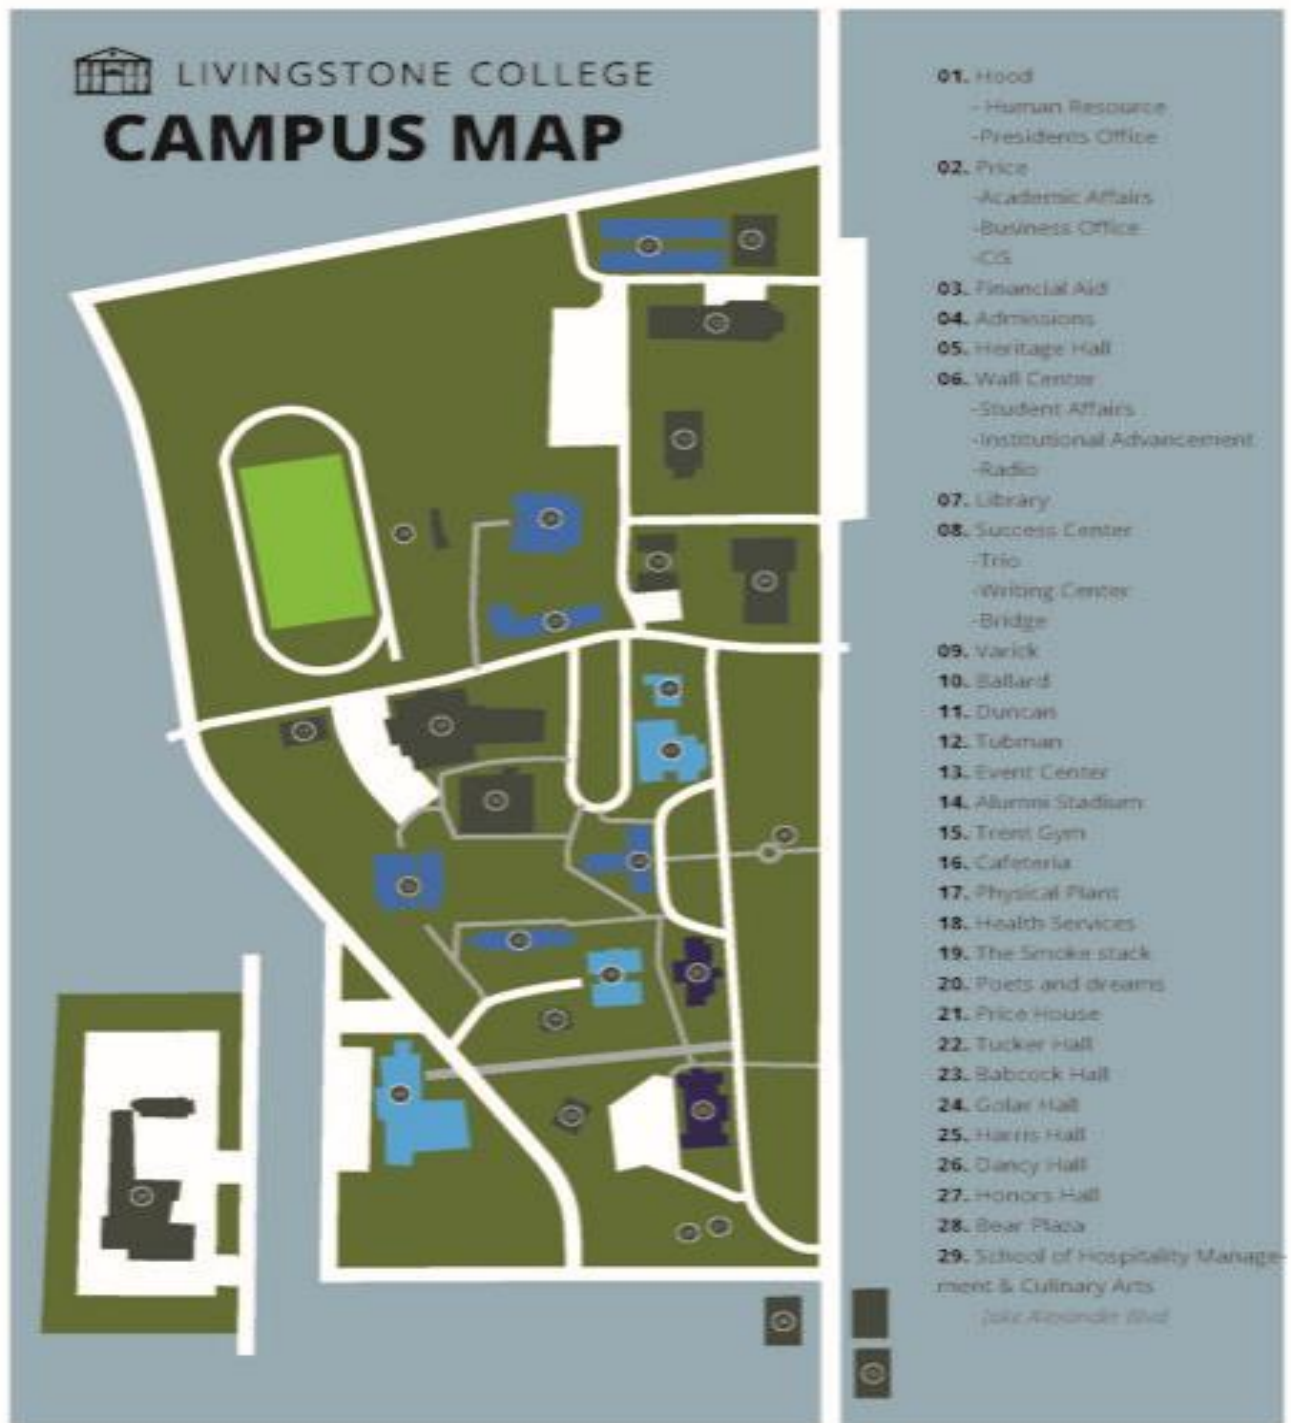 LIVINGSTONE COLLEGE
CAMPUS MAP
01. Hood
- Human Resource
-Presidents Office
02. Price
-Academic Affairs
-Business Office
-CIS
03. Financial Aid
04. Admissions
05. Heritage Hall
06. Wall Center
-Student Affairs
-Institutional Advancement
-Radio
07. Library
08. Success Center
-Trio
-Writing Center
-Bridge
09. Varick
10. Ballard
11. Duncan
12. Tubman
13. Event Center
14. Alumni Stadium
15. Trent Gym
16. Cafeteria
17. Physical Plant
18. Health Services
19. The Smoke stack
20. Poets and dreams
21. Price House
22. Tucker Hall
23. Babcock Hall
24. Goler Hall
25. Harris Hall
26. Dancy Hall
27. Honors Hall
28. Bear Plaza
29. School of Hospitality Manage-
ment & Culinary Arts
Jake Alexander Blvd